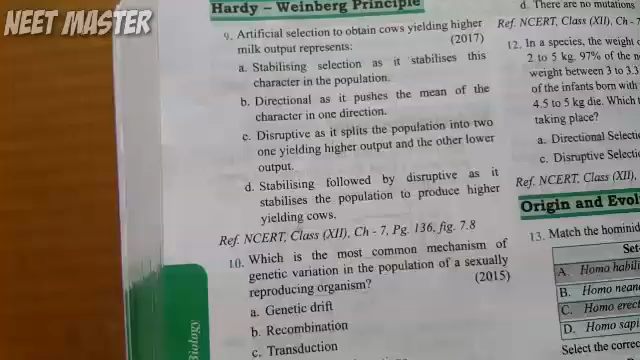 NEET MASTER
Hardy – Weinberg Principle
9. Artificial selection to obtain cows yielding higher
milk output represents: (2017)
a. Stabilising selection as it stabilises this
character in the population.
b. Directional as it pushes the mean of the
character in one direction.
c. Disruptive as it splits the population into two
one yielding higher output and the other lower
output.
d. Stabilising followed by disruptive as it
stabilises the population to produce higher
yielding cows.
Ref. NCERT, Class (XII), Ch - 7, Pg. 136, fig. 7.8
10. Which is the most common mechanism of
genetic variation in the population of a sexually
reproducing organism? (2015)
a. Genetic drift
b. Recombination
c. Transduction
Biology
d. There are no mutations
Ref. NCERT, Class (XII), Ch - 7
12. In a species, the weight
2 to 5 kg. 97% of the
weight between 3 to 3.3
of the infants born with
4.5 to 5 kg die. Which
taking place?
a. Directional
c. Disruptive
Ref. NCERT, Class (XII),
Origin and
13. Match the
A. Homo
B. Homo
C. Homo
D. Homo
Select the